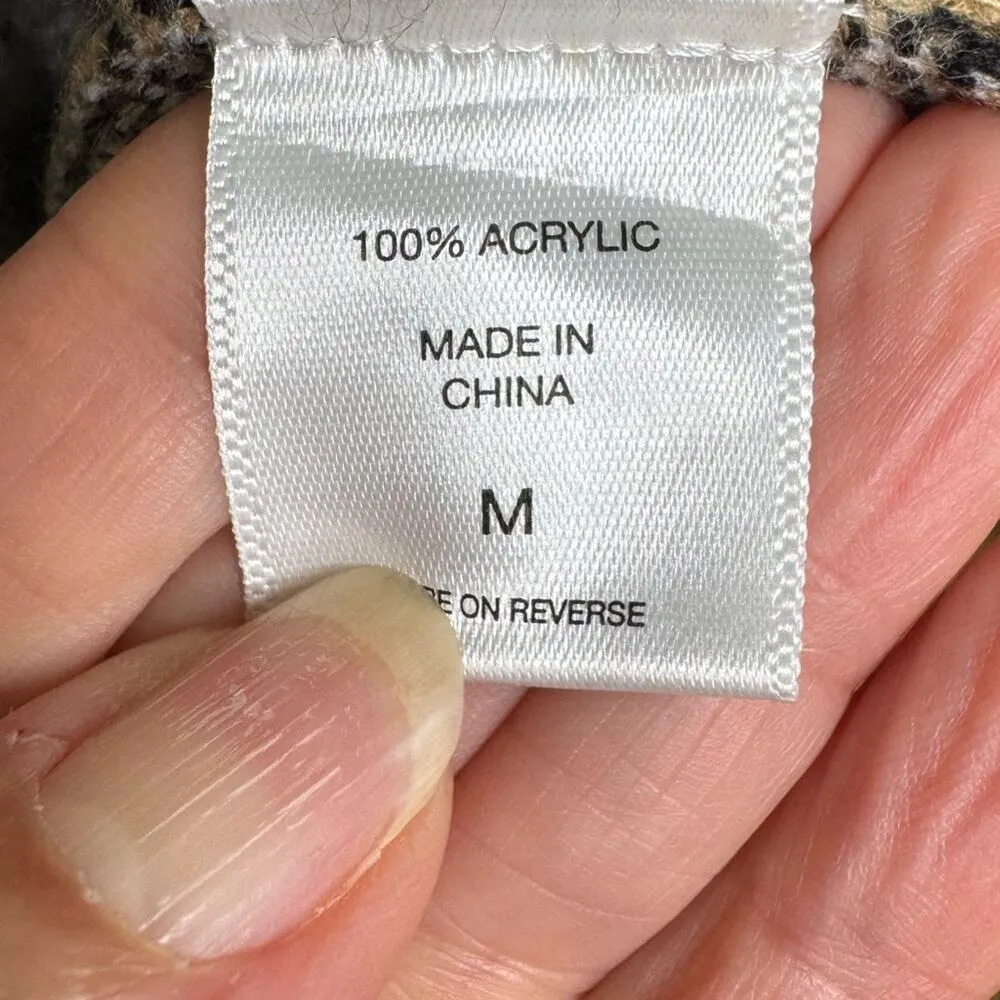 100% ACRYLIC
MADE IN
CHINA
M
ON REVERSE